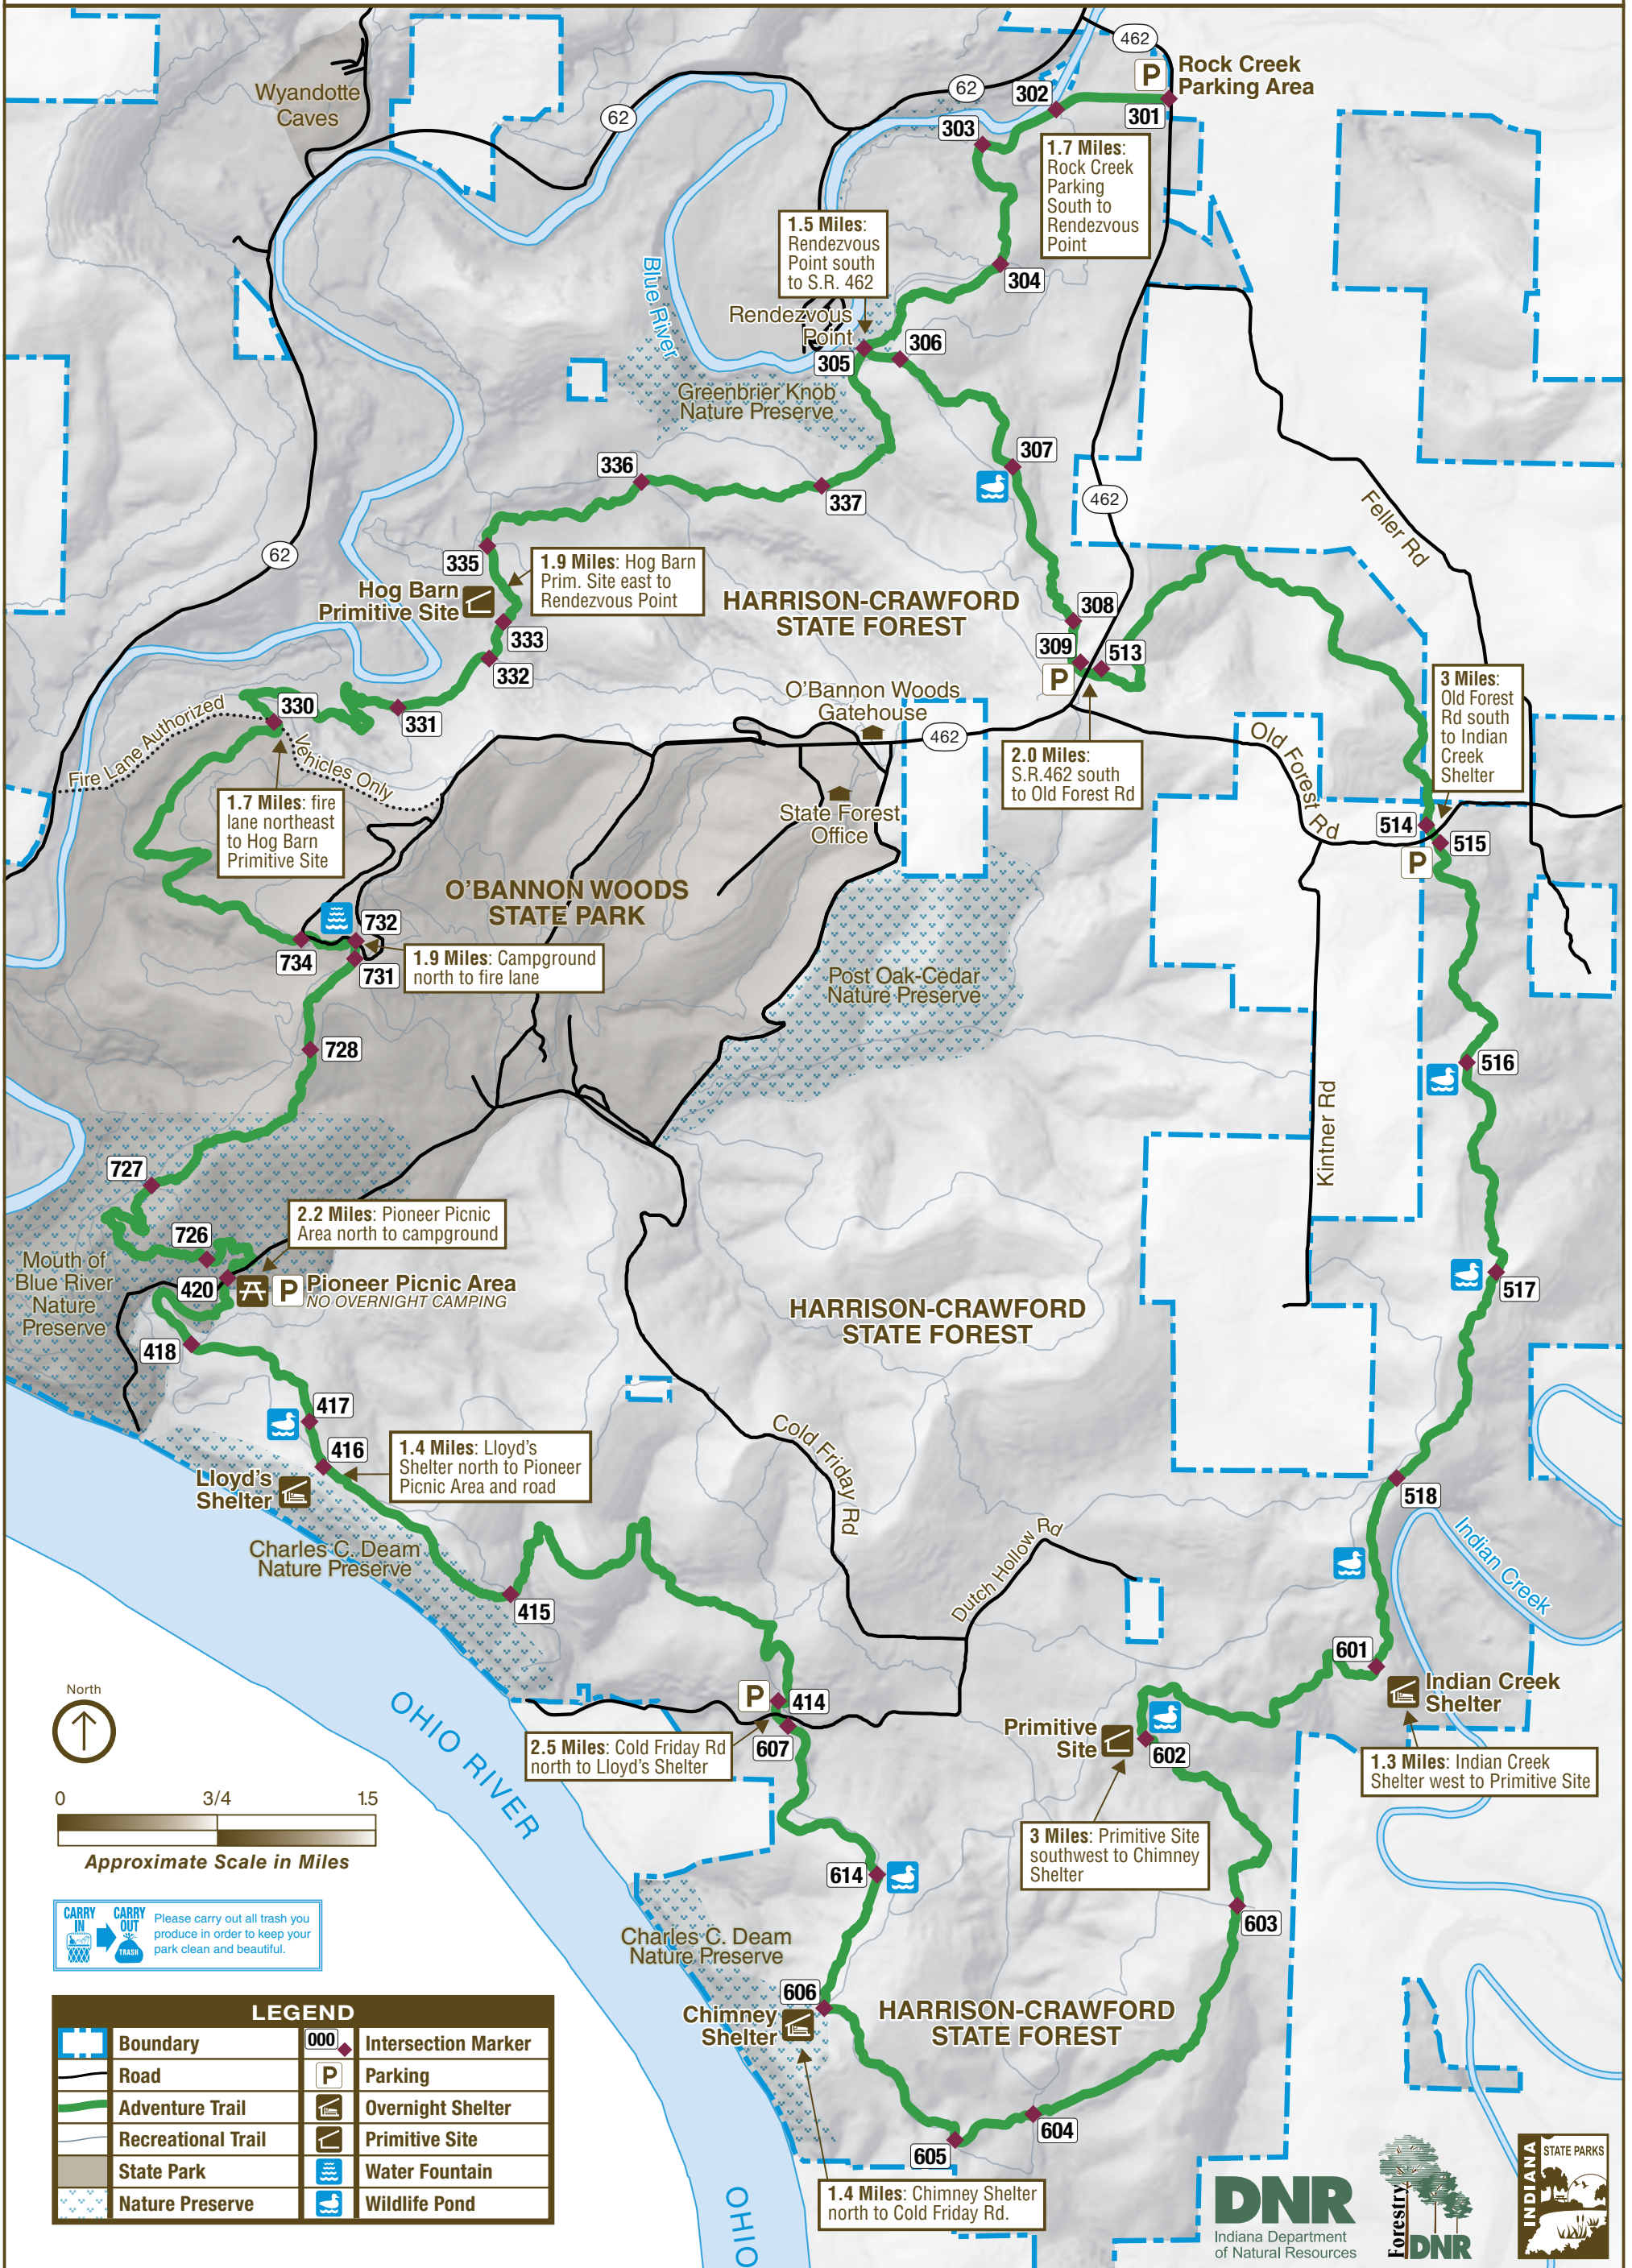 462
Rock Creek
Parking Area
P
Wyandotte
Caves
62
62
302
301
303
1.7 Miles:
Rock Creek
Parking
South to
Rendezvous
Point
1.5 Miles:
Rendezvous
Point south
to S.R. 462
304
Blue River
Rendezvous
Point
306
305
Greenbrier Knob
Nature Preserve
307
336
337
462
Feller Rd
62
335
1.9 Miles: Hog Barn
Prim. Site east to
Rendezvous Point
Hog Barn
Primitive Site
HARRISON-CRAWFORD
STATE FOREST
308
333
309
513
332
P
3 Miles:
Old Forest
Rd south
to Indian
Creek
Shelter
O'Bannon Woods
Gatehouse
330
331
Fire Lane Authorized
Vehicles Only
462
Old Forest Rd
2.0 Miles:
S.R.462 south
to Old Forest Rd
1.7 Miles: fire
lane northeast
to Hog Barn
Primitive Site
State Forest
Office
514
515
P
O'BANNON WOODS
STATE PARK
732
734
731
1.9 Miles: Campground
north to fire lane
Post Oak-Cedar
Nature Preserve
728
516
Kintner Rd
727
2.2 Miles: Pioneer Picnic
Area north to campground
726
Mouth of
Blue River
Nature
Preserve
420
P
Pioneer Picnic Area
NO OVERNIGHT CAMPING
517
HARRISON-CRAWFORD
STATE FOREST
418
417
416
1.4 Miles: Lloyd's
Shelter north to Pioneer
Picnic Area and road
Cold Friday Rd
Lloyd's
Shelter
518
Indian Creek
Charles C. Deam
Nature Preserve
Dutch Hollow Rd
415
601
Indian Creek
Shelter
North
P
414
OHIO RIVER
Primitive
Site
607
602
2.5 Miles: Cold Friday Rd
north to Lloyd's Shelter
1.3 Miles: Indian Creek
Shelter west to Primitive Site
0 3/4 1.5
Approximate Scale in Miles
3 Miles: Primitive Site
southwest to Chimney
Shelter
614
603
CARRY
IN
CARRY
OUT
TRASH
Please carry out all trash you
produce in order to keep your
park clean and beautiful.
Charles C. Deam
Nature Preserve
606
Chimney
Shelter
HARRISON-CRAWFORD
STATE FOREST
604
605
LEGEND
Boundary
000
Intersection Marker
Road
P
Parking
Adventure Trail
Overnight Shelter
Recreational Trail
Primitive Site
State Park
Water Fountain
Nature Preserve
Wildlife Pond
1.4 Miles: Chimney Shelter
north to Cold Friday Rd.
OHIO
DNR
Indiana Department
of Natural Resources
Forestry
DNR
INDIANA
STATE PARKS